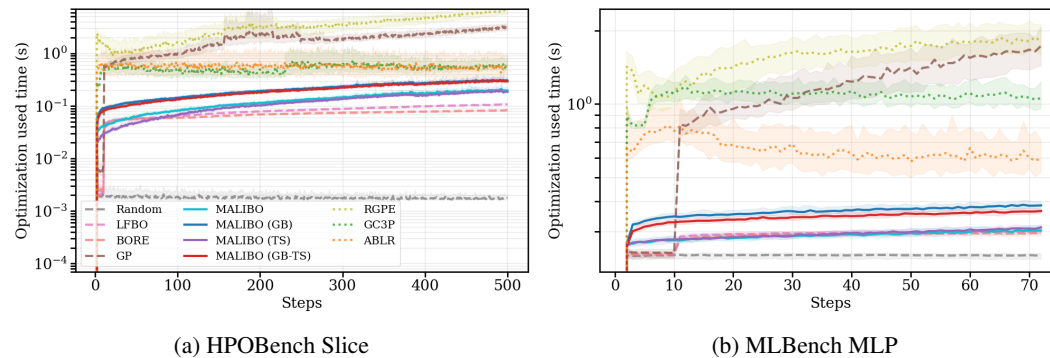 Optimization used time (s)
10^0
10^-1
10^-2
10^-3
10^-4
Random
LFBO
BORE
GP
MALIBO
MALIBO (GB)
MALIBO (TS)
MALIBO (GB-TS)
RGPE
GC3P
ABLR
0 100 200 300 400 500
Steps
(a) HPOBench Slice
Optimization used time (s)
10^0
0 10 20 30 40 50 60 70
Steps
(b) MLBench MLP